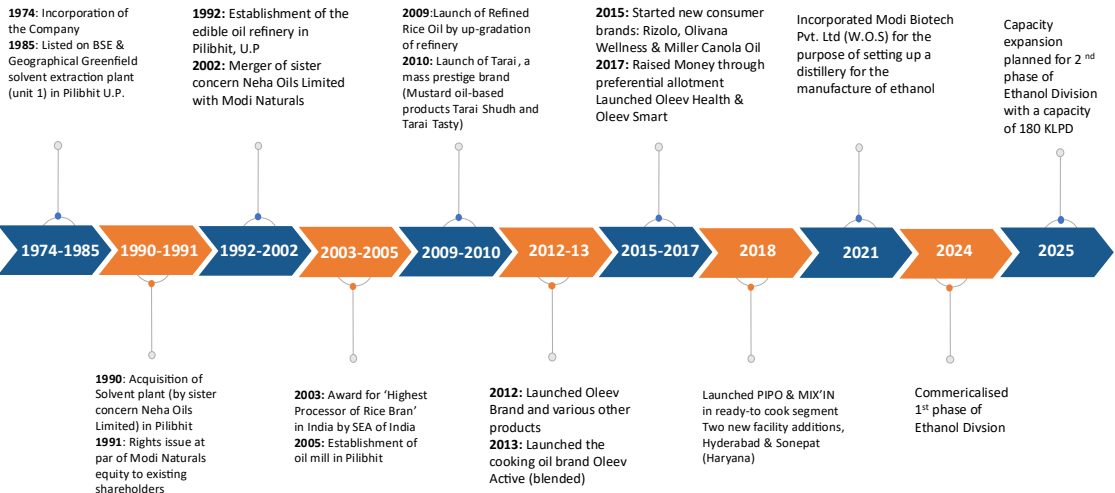 1974: Incorporation of
the Company
1985: Listed on BSE &
Geographical Greenfield
solvent extraction plant
(unit 1) in Pilibhit U.P.
1992: Establishment of the
edible oil refinery in
Pilibhit, U.P
2002: Merger of sister
concern Neha Oils Limited
with Modi Naturals
2009:Launch of Refined
Rice Oil by up-gradation
of refinery
2010: Launch of Tarai, a
mass prestige brand
(Mustard oil-based
products Tarai Shudh and
Tarai Tasty)
2015: Started new consumer
brands: Rizolo, Olivana
Wellness & Miller Canola Oil
2017: Raised Money through
preferential allotment
Launched Oleev Health &
Oleev Smart
Incorporated Modi Biotech
Pvt. Ltd (W.O.S) for the
purpose of setting up a
distillery for the
manufacture of ethanol
Capacity
expansion
planned for 2 nd
phase of
Ethanol Division
with a capacity
of 180 KLPD
1974-1985
1990-1991
1992-2002
2003-2005
2009-2010
2012-13
2015-2017
2018
2021
2024
2025
1990: Acquisition of
Solvent plant (by sister
concern Neha Oils
Limited) in Pilibhit
1991: Rights issue at
par of Modi Naturals
equity to existing
shareholders
2003: Award for ‘Highest
Processor of Rice Bran’
in India by SEA of India
2005: Establishment of
oil mill in Pilibhit
2012: Launched Oleev
Brand and various other
products
2013: Launched the
cooking oil brand Oleev
Active (blended)
Launched PIPO & MIX’IN
in ready-to cook segment
Two new facility additions,
Hyderabad & Sonepat
(Haryana)
Commericalised
1st phase of
Ethanol Divsion